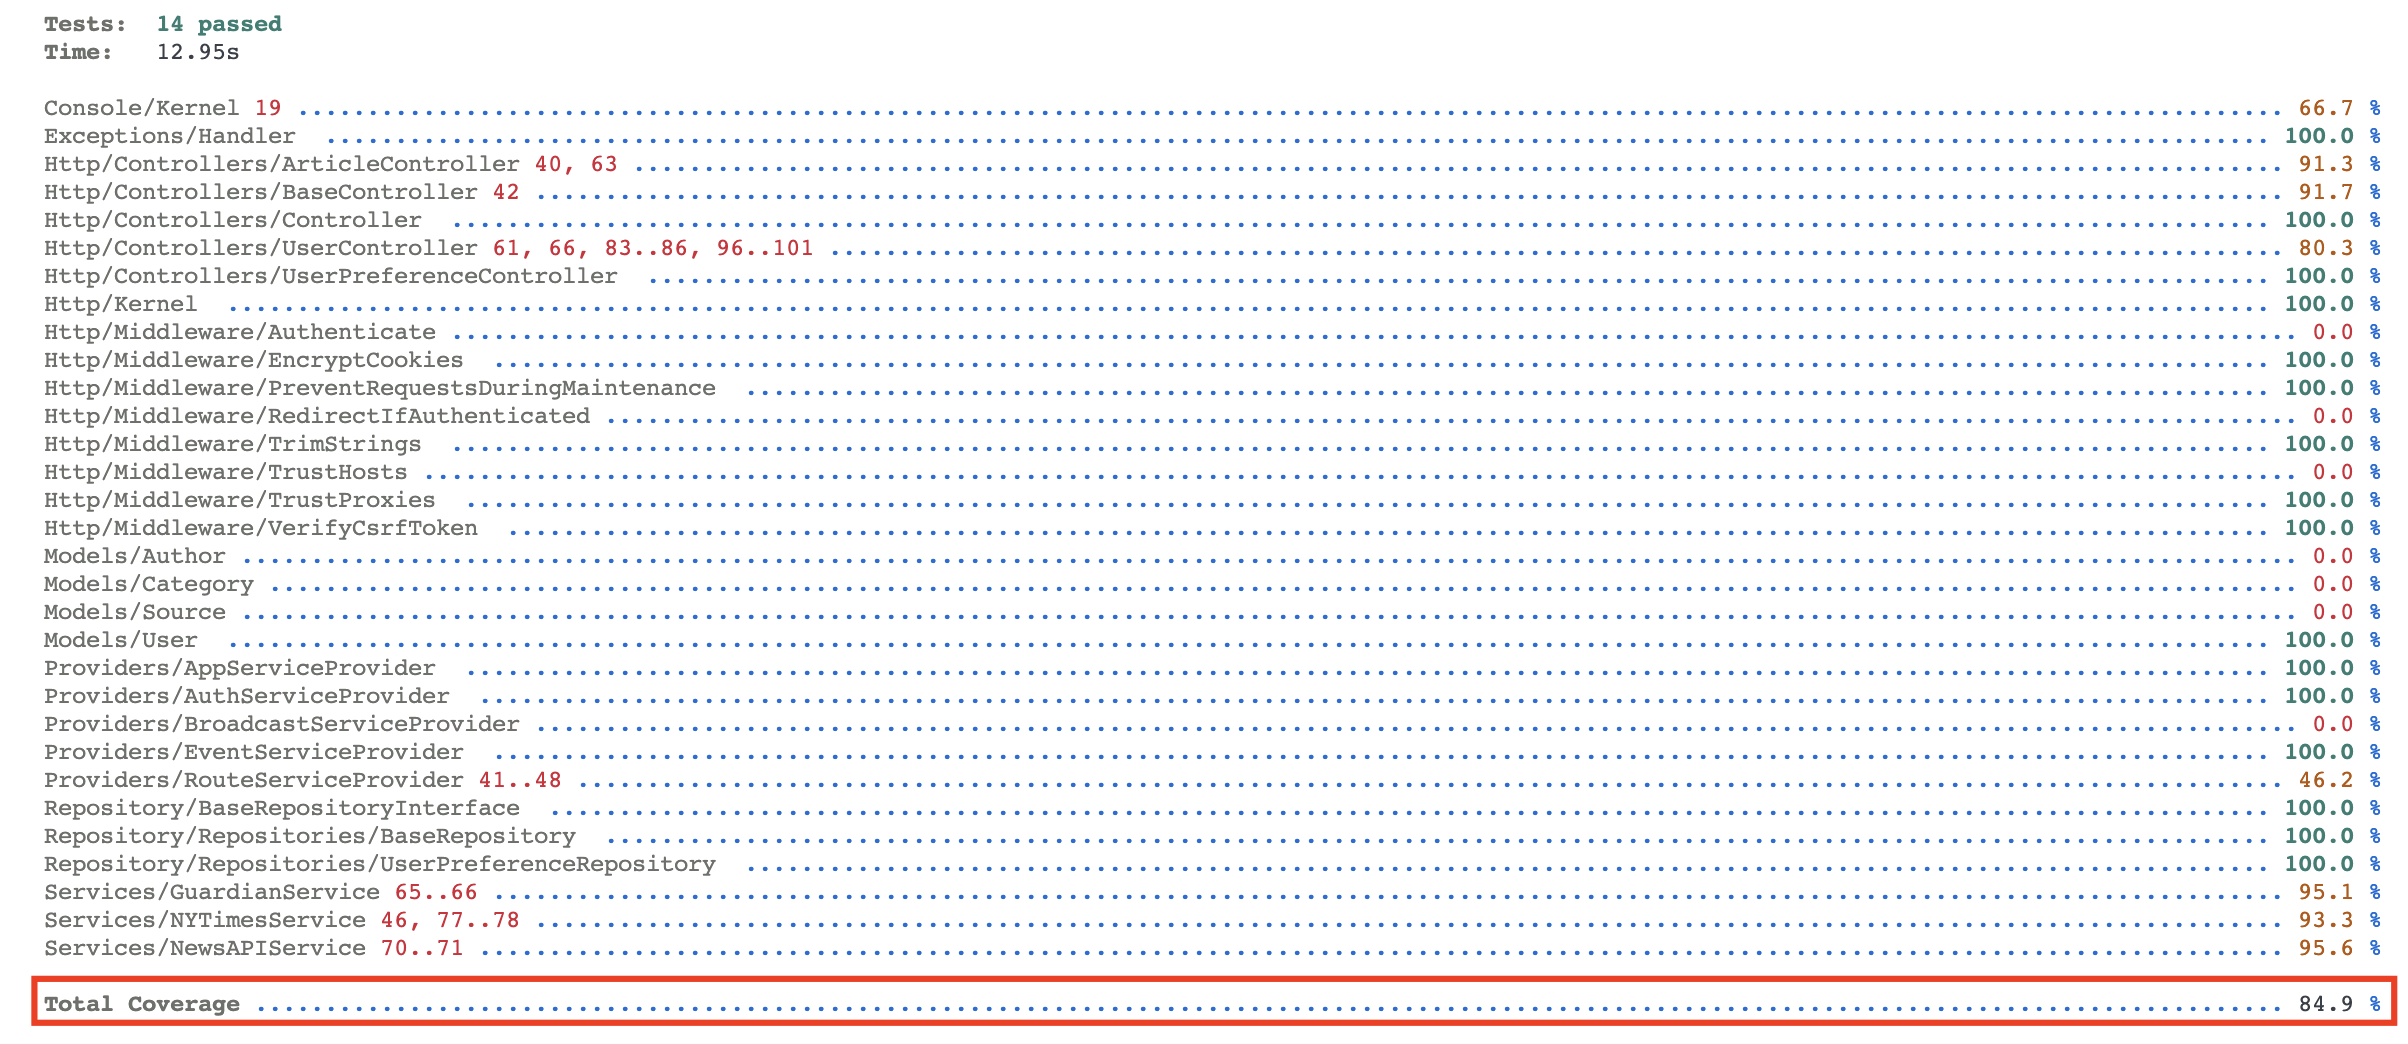 Tests:  14 passed
Time:   12.95s
Console/Kernel 19 ........ 66.7 %
Exceptions/Handler ........ 100.0 %
Http/Controllers/ArticleController 40, 63 ........ 91.3 %
Http/Controllers/BaseController 42 ........ 91.7 %
Http/Controllers/Controller ........ 100.0 %
Http/Controllers/UserController 61, 66, 83..86, 96..101 ........ 80.3 %
Http/Controllers/UserPreferenceController ........ 100.0 %
Http/Kernel ........ 100.0 %
Http/Middleware/Authenticate ........ 0.0 %
Http/Middleware/EncryptCookies ........ 100.0 %
Http/Middleware/PreventRequestsDuringMaintenance ........ 100.0 %
Http/Middleware/RedirectIfAuthenticated ........ 0.0 %
Http/Middleware/TrimStrings ........ 100.0 %
Http/Middleware/TrustHosts ........ 0.0 %
Http/Middleware/TrustProxies ........ 100.0 %
Http/Middleware/VerifyCsrfToken ........ 100.0 %
Models/Author ........ 0.0 %
Models/Category ........ 0.0 %
Models/Source ........ 0.0 %
Models/User ........ 100.0 %
Providers/AppServiceProvider ........ 100.0 %
Providers/AuthServiceProvider ........ 100.0 %
Providers/BroadcastServiceProvider ........ 0.0 %
Providers/EventServiceProvider ........ 100.0 %
Providers/RouteServiceProvider 41..48 ........ 46.2 %
Repository/BaseRepositoryInterface ........ 100.0 %
Repository/Repositories/BaseRepository ........ 100.0 %
Repository/Repositories/UserPreferenceRepository ........ 100.0 %
Services/GuardianService 65..66 ........ 95.1 %
Services/NYTimesService 46, 77..78 ........ 93.3 %
Services/NewsAPIService 70..71 ........ 95.6 %
Total Coverage ........ 84.9 %